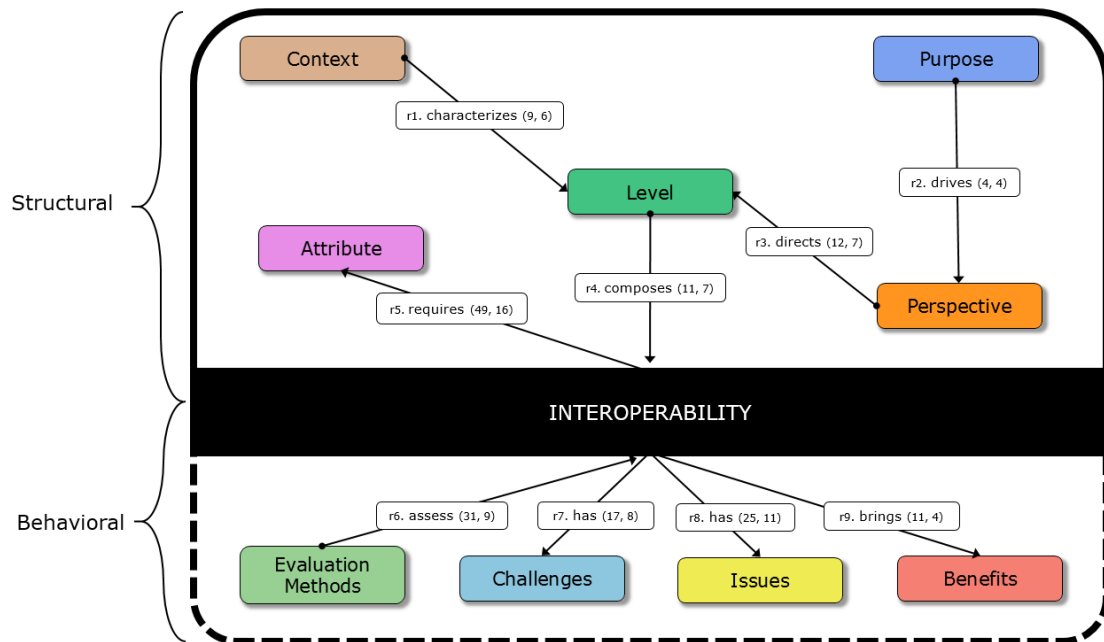 Context
Purpose
r1. characterizes (9, 6)
Level
r2. drives (4, 4)
Structural
Attribute
r3. directs (12, 7)
r4. composes (11, 7)
r5. requires (49, 16)
Perspective
INTEROPERABILITY
Behavioral
r6. assess (31, 9)
r7. has (17, 8)
r8. has (25, 11)
r9. brings (11, 4)
Evaluation
Methods
Challenges
Issues
Benefits